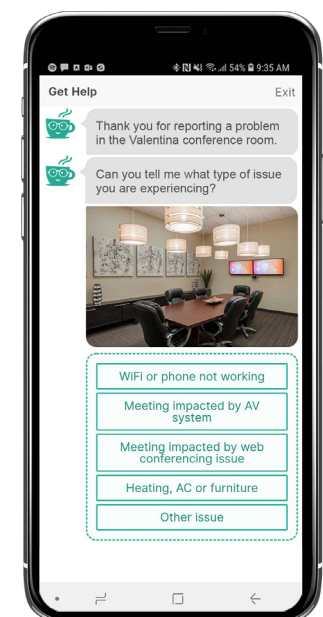 54% 9:35 AM
Get Help Exit
Thank you for reporting a problem
in the Valentina conference room.
Can you tell me what type of issue
you are experiencing?
WiFi or phone not working
Meeting impacted by AV
system
Meeting impacted by web
conferencing issue
Heating, AC or furniture
Other issue